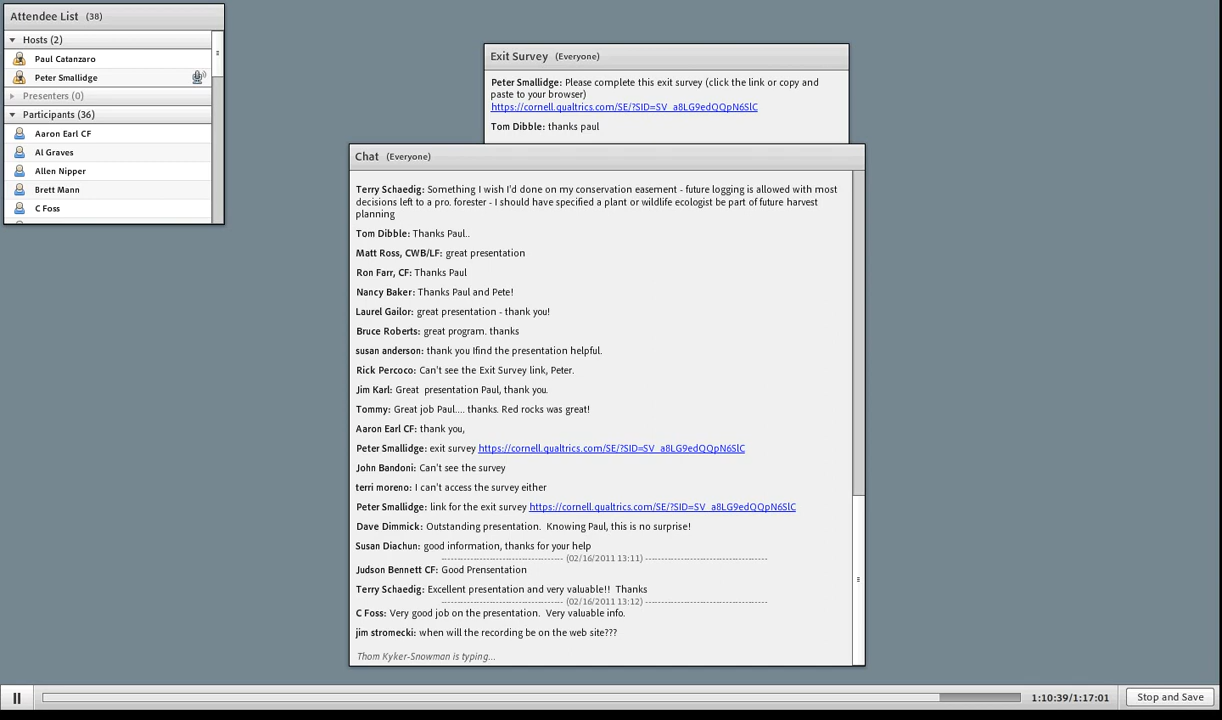 Attendee List (38)
Hosts (2)
Paul Catanzaro
Peter Smallidge
Presenters (0)
Participants (36)
Aaron Earl CF
Al Graves
Allen Nipper
Brett Mann
C Foss
Exit Survey (Everyone)
Peter Smallidge: Please complete this exit survey (click the link or copy and
paste to your browser)
https://cornell.qualtrics.com/SE/?SID=SV_a8LG9edQQpN6SlC
Tom Dibble: thanks paul
Chat (Everyone)
Terry Schaedig: Something I wish I'd done on my conservation easement - future logging is allowed with most
decisions left to a pro. forester - I should have specified a plant or wildlife ecologist be part of future harvest
planning
Tom Dibble: Thanks Paul..
Matt Ross, CWB/LF: great presentation
Ron Farr, CF: Thanks Paul
Nancy Baker: Thanks Paul and Pete!
Laurel Gailor: great presentation - thank you!
Bruce Roberts: great program. thanks
susan anderson: thank you Ifind the presentation helpful.
Rick Percoco: Can't see the Exit Survey link, Peter.
Jim Karl: Great  presentation Paul, thank you.
Tommy: Great job Paul.... thanks. Red rocks was great!
Aaron Earl CF: thank you,
Peter Smallidge: exit survey https://cornell.qualtrics.com/SE/?SID=SV_a8LG9edQQpN6SlC
John Bandoni: Can't see the survey
terri moreno: I can't access the survey either
Peter Smallidge: link for the exit survey https://cornell.qualtrics.com/SE/?SID=SV_a8LG9edQQpN6SlC
Dave Dimmick: Outstanding presentation.  Knowing Paul, this is no surprise!
Susan Diachun: good information, thanks for your help
------------------------------- (02/16/2011 13:11) -------------------------------
Judson Bennett CF: Good Prensentation
Terry Schaedig: Excellent presentation and very valuable!!  Thanks
------------------------------- (02/16/2011 13:12) -------------------------------
C Foss: Very good job on the presentation.  Very valuable info.
jim stromecki: when will the recording be on the web site???
Thom Kyker-Snowman is typing...
1:10:39/1:17:01
Stop and Save